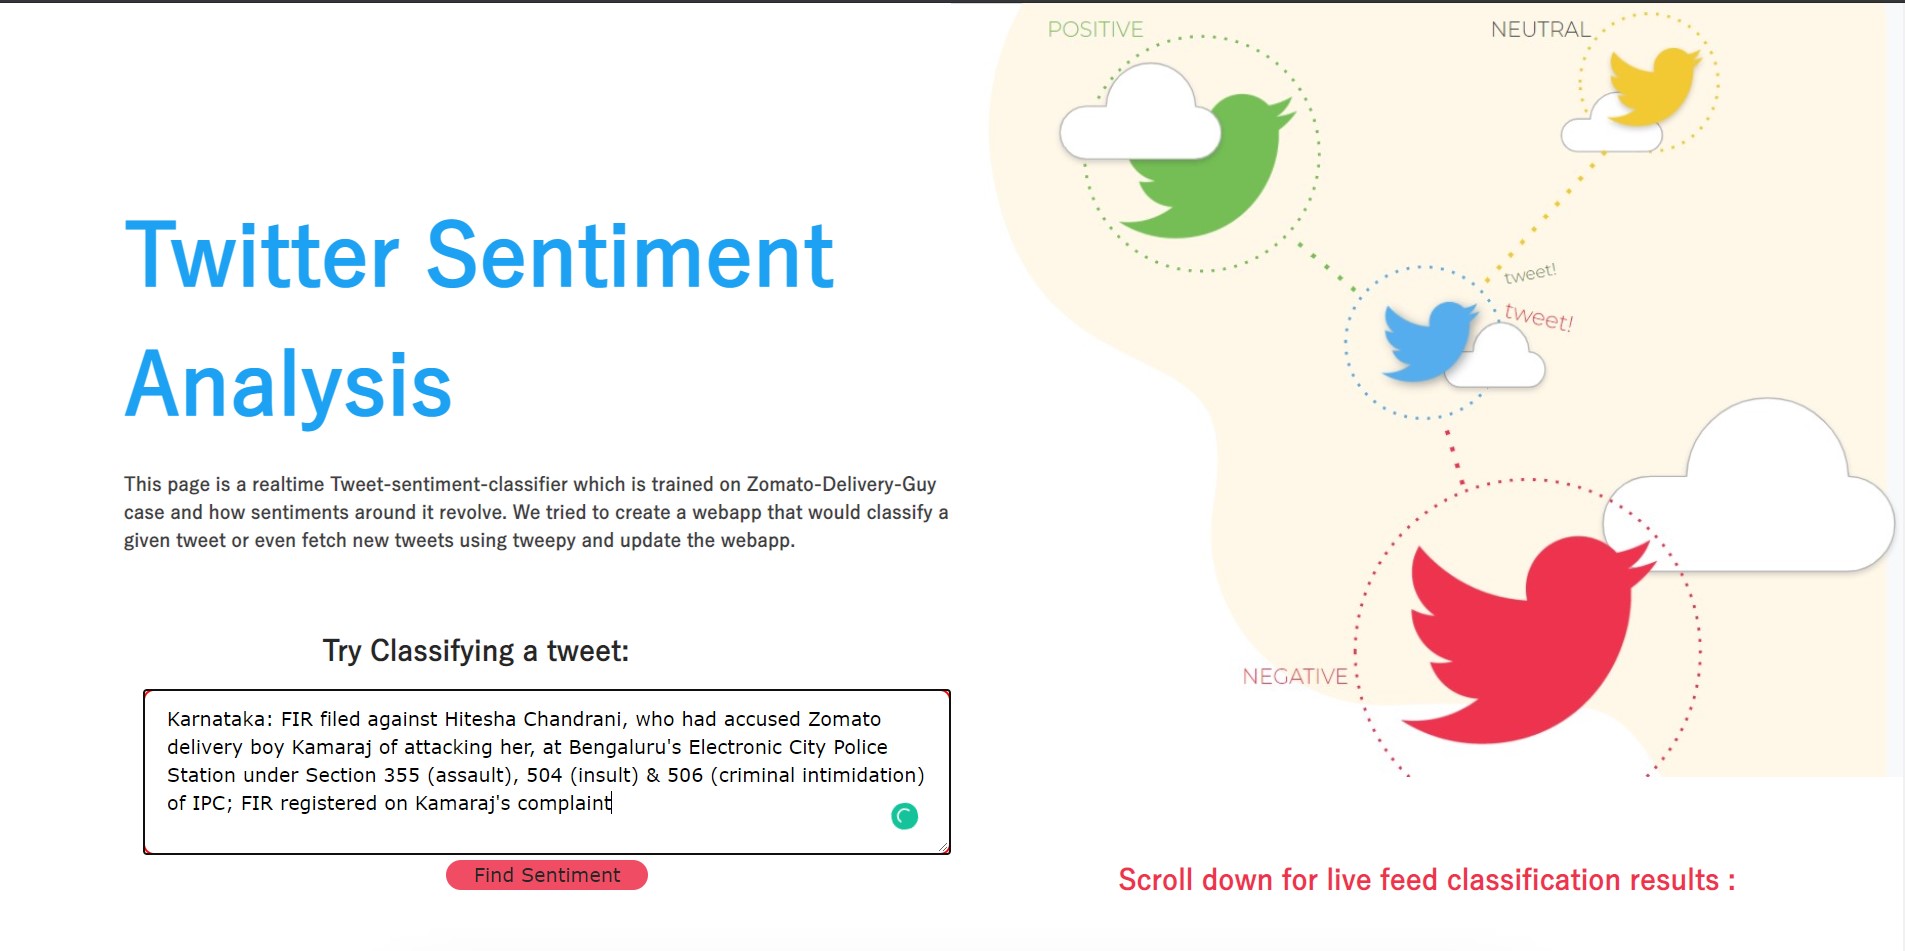 Twitter Sentiment
Analysis
This page is a realtime Tweet-sentiment-classifier which is trained on Zomato-Delivery-Guy
case and how sentiments around it revolve. We tried to create a webapp that would classify a
given tweet or even fetch new tweets using tweepy and update the webapp.
Try Classifying a tweet:
Karnataka: FIR filed against Hitesha Chandrani, who had accused Zomato
delivery boy Kamaraj of attacking her, at Bengaluru's Electronic City Police
Station under Section 355 (assault), 504 (insult) & 506 (criminal intimidation)
of IPC; FIR registered on Kamaraj's complaint
Find Sentiment
POSITIVE
NEUTRAL
tweet!
tweet!
NEGATIVE
Scroll down for live feed classification results :